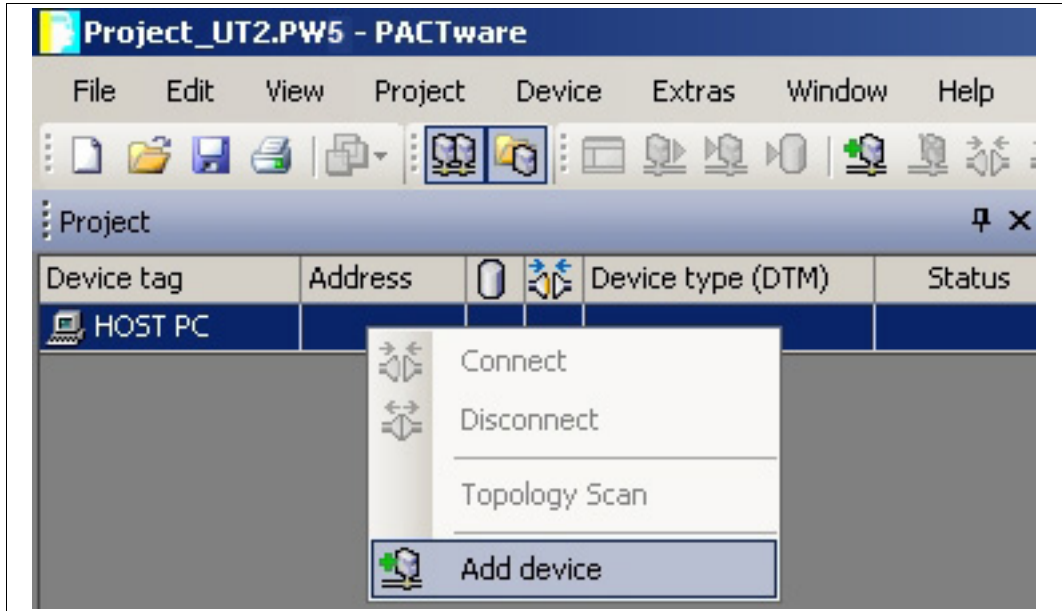 Project_UT2.PW5 - PACTware
File Edit View Project Device Extras Window Help
Project
Device tag Address Device type (DTM) Status
HOST PC
Connect
Disconnect
Topology Scan
Add device